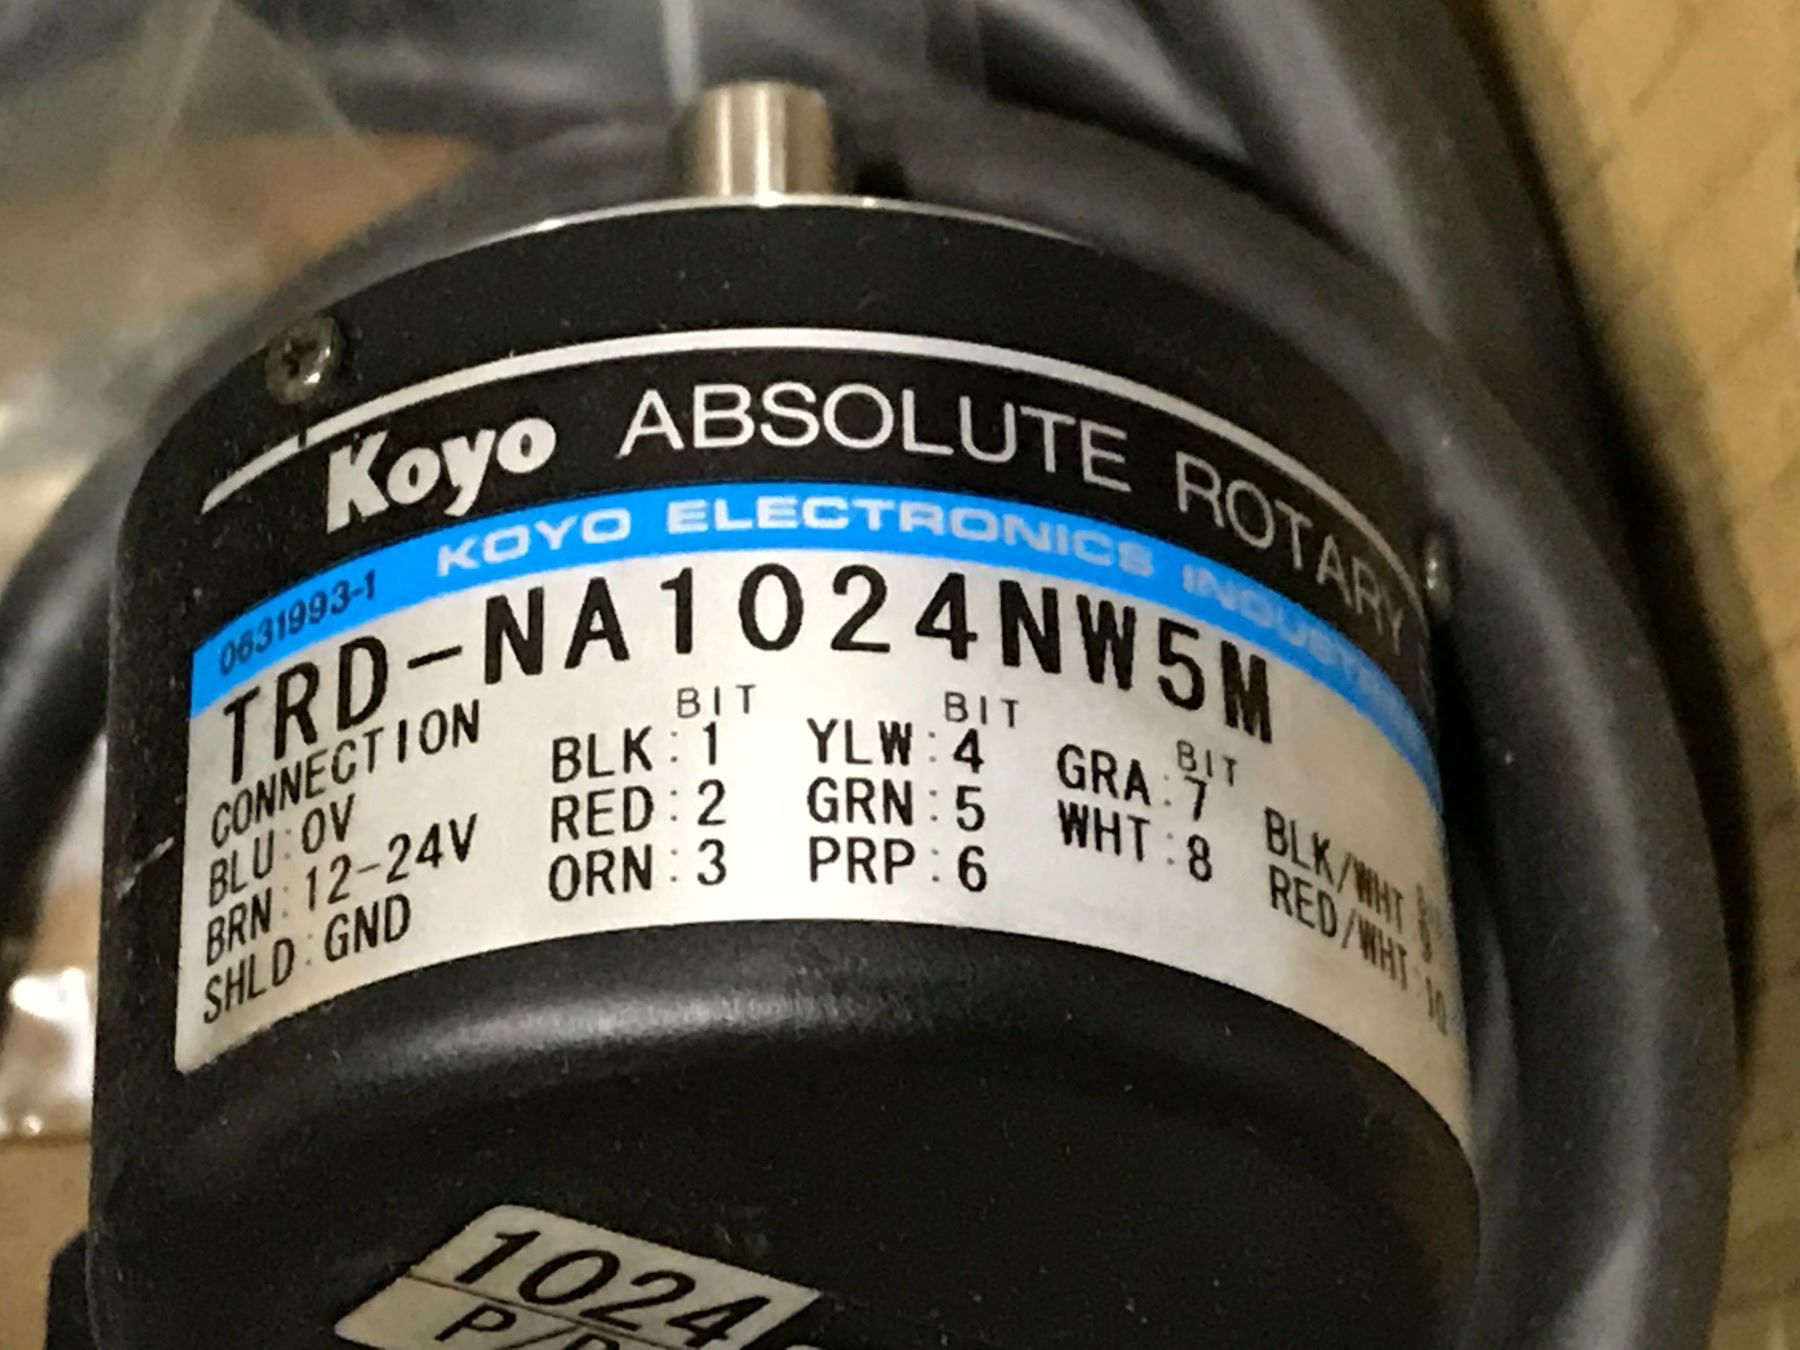 Koyo ABSOLUTE ROTARY
0631993-1 KOYO ELECTRONICS
TRD-NA1024NW5M
CONNECTION
BLU:0V
BRN:12-24V
SHLD:GND
BIT
BLK:1
RED:2
ORN:3
BIT
YLW:4
GRN:5
PRP:6
BIT
GRA:7
WHT:8
BLK/WHT:9
RED/WHT:10
1024